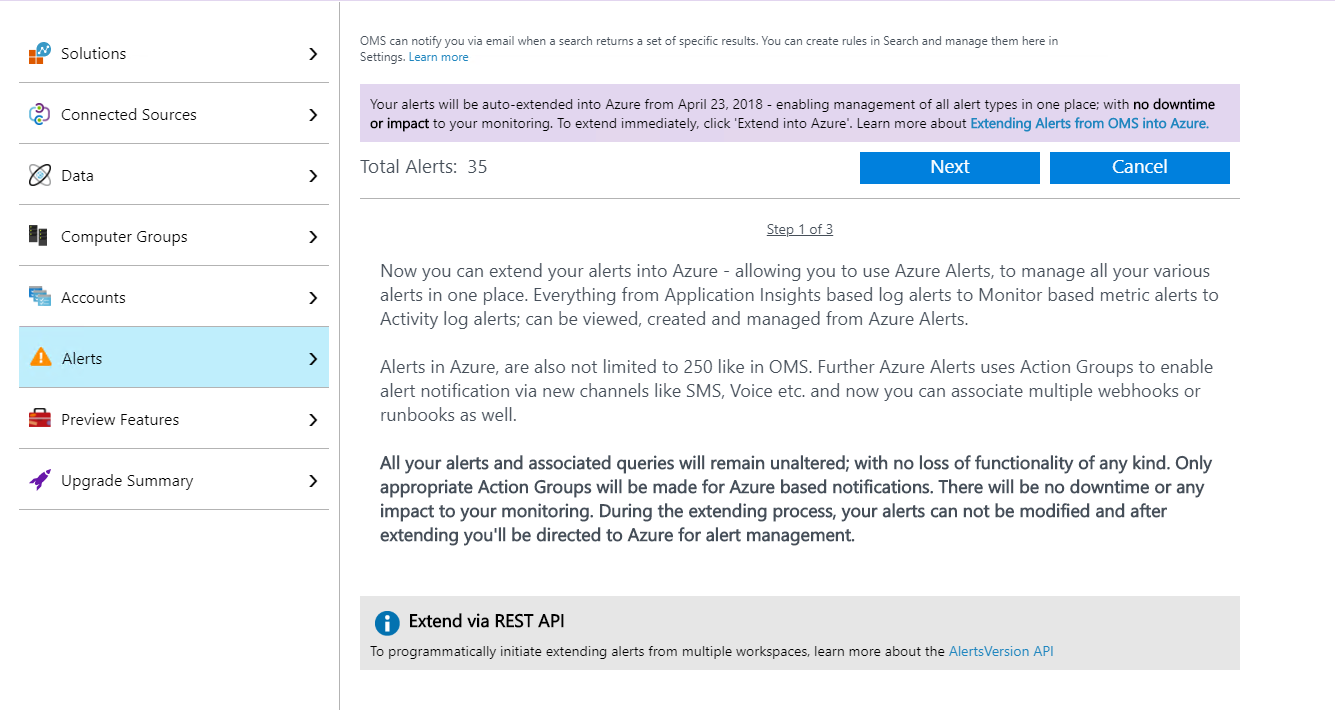 Solutions
Connected Sources
Data
Computer Groups
Accounts
Alerts
Preview Features
Upgrade Summary
OMS can notify you via email when a search returns a set of specific results. You can create rules in Search and manage them here in
Settings. Learn more
Your alerts will be auto-extended into Azure from April 23, 2018 - enabling management of all alert types in one place; with no downtime
or impact to your monitoring. To extend immediately, click 'Extend into Azure'. Learn more about Extending Alerts from OMS into Azure.
Total Alerts: 35
Next
Cancel
Step 1 of 3
Now you can extend your alerts into Azure - allowing you to use Azure Alerts, to manage all your various
alerts in one place. Everything from Application Insights based log alerts to Monitor based metric alerts to
Activity log alerts; can be viewed, created and managed from Azure Alerts.
Alerts in Azure, are also not limited to 250 like in OMS. Further Azure Alerts uses Action Groups to enable
alert notification via new channels like SMS, Voice etc. and now you can associate multiple webhooks or
runbooks as well.
All your alerts and associated queries will remain unaltered; with no loss of functionality of any kind. Only
appropriate Action Groups will be made for Azure based notifications. There will be no downtime or any
impact to your monitoring. During the extending process, your alerts can not be modified and after
extending you'll be directed to Azure for alert management.
Extend via REST API
To programmatically initiate extending alerts from multiple workspaces, learn more about the AlertsVersion API